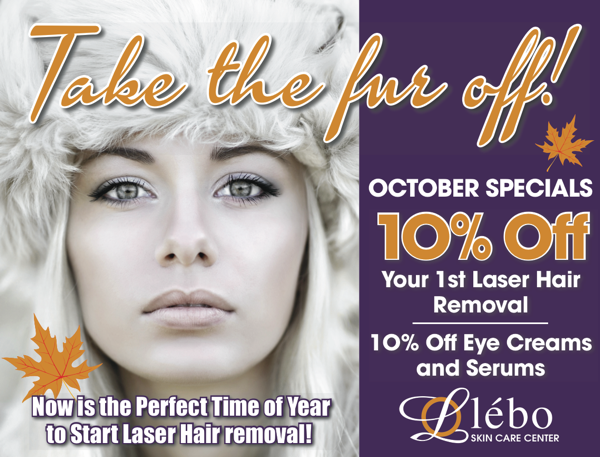 Take the fur off!
OCTOBER SPECIALS
10% Off
Your 1st Laser Hair
Removal
10% Off Eye Creams
and Serums
Now is the Perfect Time of Year
to Start Laser Hair removal!
Lébo
SKIN CARE CENTER